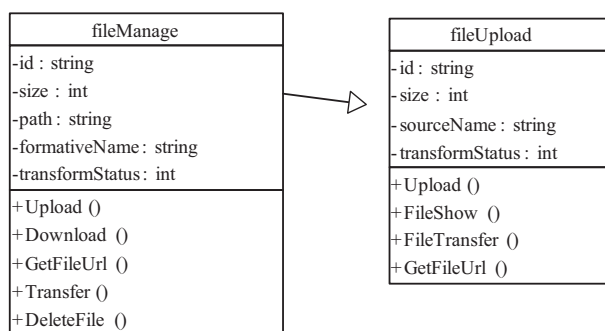 fileManage
-id : string
-size : int
-path : string
-formativeName : string
-transformStatus : int
+Upload ()
+Download ()
+GetFileUrl ()
+Transfer ()
+DeleteFile ()
fileUpload
-id : string
-size : int
-sourceName : string
-transformStatus : int
+Upload ()
+FileShow ()
+FileTransfer ()
+GetFileUrl ()